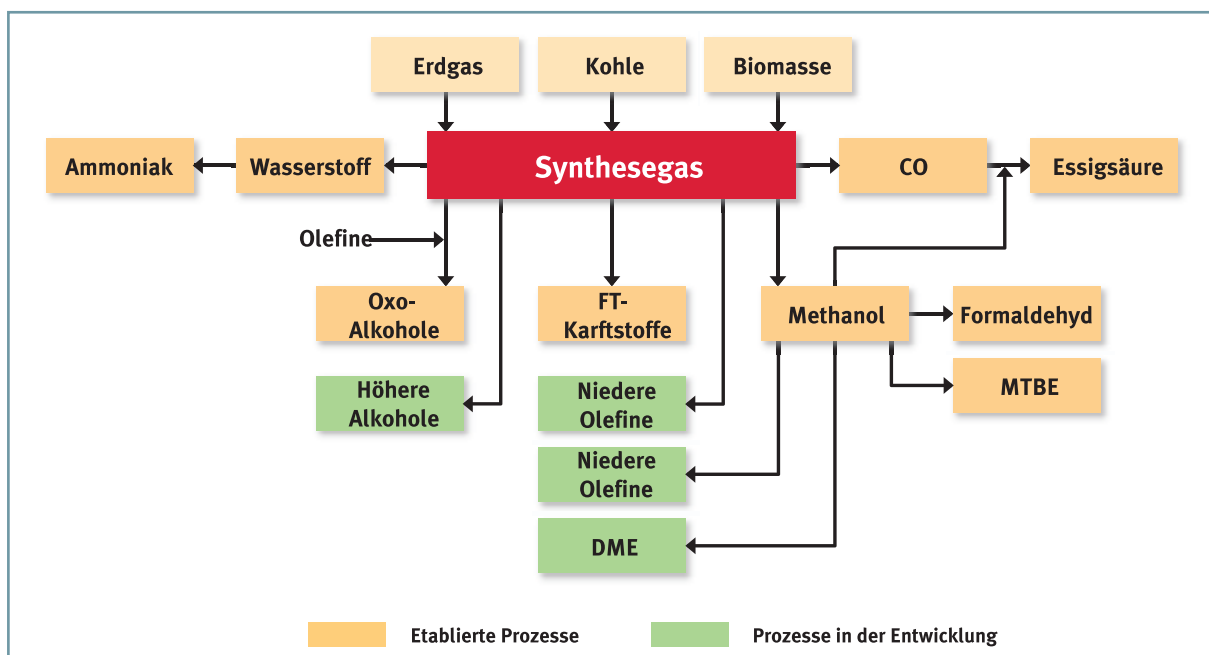 Erdgas
Kohle
Biomasse
Ammoniak
Wasserstoff
Synthesegas
CO
Essigsäure
Olefine
Oxo-
Alkohole
FT-
Karftstoffe
Methanol
Formaldehyd
Höhere
Alkohole
Niedere
Olefine
MTBE
Niedere
Olefine
DME
Etablierte Prozesse
Prozesse in der Entwicklung